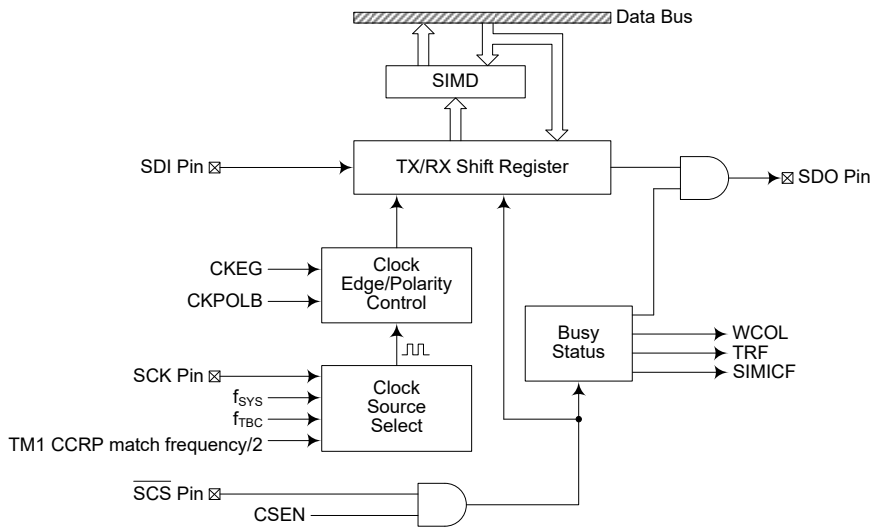 Data Bus
SIMD
SDI Pin
TX/RX Shift Register
SDO Pin
CKEG
CKPOLB
Clock
Edge/Polarity
Control
Busy
Status
WCOL
TRF
SIMICF
SCK Pin
fSYS
fTBC
TM1 CCRP match frequency/2
Clock
Source
Select
S̅C̅S̅ Pin
CSEN